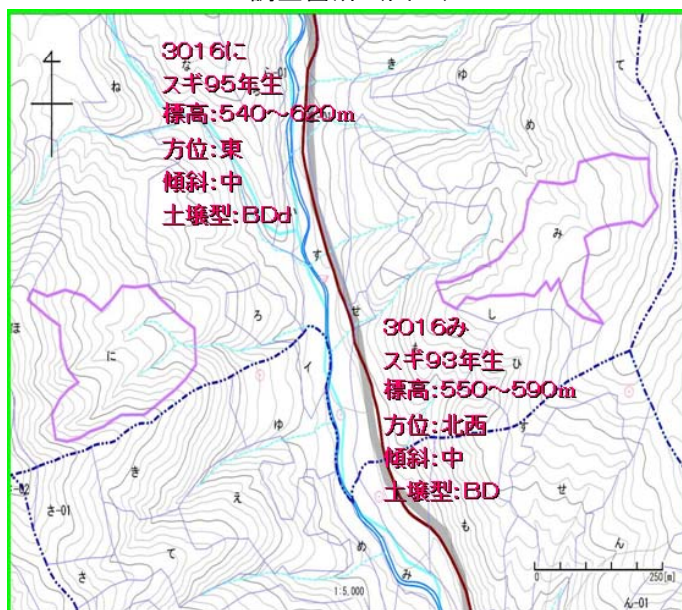 3016に
スギ95年生
標高:540～620m
方位:東
傾斜:中
土壌型:BDd
3016み
スギ93年生
標高:550～590m
方位:北西
傾斜:中
土壌型:BD
ね
な
き
ゆ
め
て
み
す
せ
し
ろ
イ
ほ
に
ひ
す
ゆ
き
え
さ-01
せ
も
さ
て
め
み
ん
ん-01
1:5,000
0
250[m]